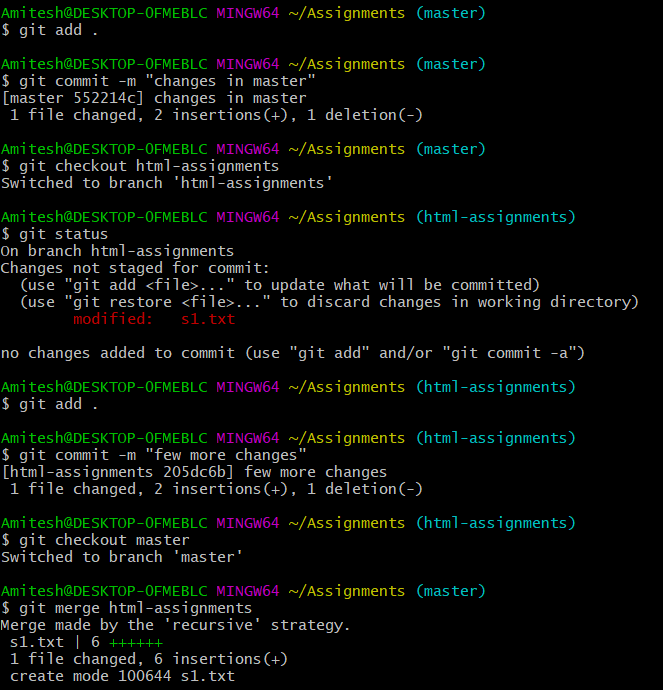 Amitesh@DESKTOP-OFMEBLC MINGW64 ~/Assignments (master)
$ git add .

Amitesh@DESKTOP-OFMEBLC MINGW64 ~/Assignments (master)
$ git commit -m "changes in master"
[master 552214c] changes in master
 1 file changed, 2 insertions(+), 1 deletion(-)

Amitesh@DESKTOP-OFMEBLC MINGW64 ~/Assignments (master)
$ git checkout html-assignments
Switched to branch 'html-assignments'

Amitesh@DESKTOP-OFMEBLC MINGW64 ~/Assignments (html-assignments)
$ git status
On branch html-assignments
Changes not staged for commit:
  (use "git add <file>..." to update what will be committed)
  (use "git restore <file>..." to discard changes in working directory)
        modified:   s1.txt

no changes added to commit (use "git add" and/or "git commit -a")

Amitesh@DESKTOP-OFMEBLC MINGW64 ~/Assignments (html-assignments)
$ git add .

Amitesh@DESKTOP-OFMEBLC MINGW64 ~/Assignments (html-assignments)
$ git commit -m "few more changes"
[html-assignments 205dc6b] few more changes
 1 file changed, 2 insertions(+), 1 deletion(-)

Amitesh@DESKTOP-OFMEBLC MINGW64 ~/Assignments (html-assignments)
$ git checkout master
Switched to branch 'master'

Amitesh@DESKTOP-OFMEBLC MINGW64 ~/Assignments (master)
$ git merge html-assignments
Merge made by the 'recursive' strategy.
 s1.txt | 6 ++++++
 1 file changed, 6 insertions(+)
 create mode 100644 s1.txt